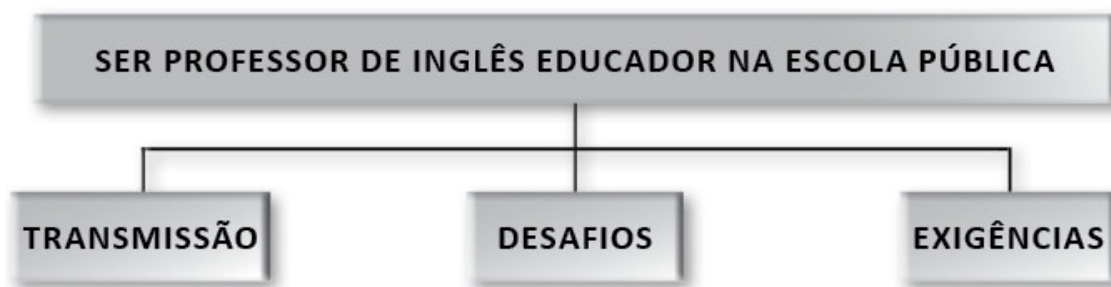 SER PROFESSOR DE INGLÊS EDUCADOR NA ESCOLA PÚBLICA
TRANSMISSÃO
DESAFIOS
EXIGÊNCIAS